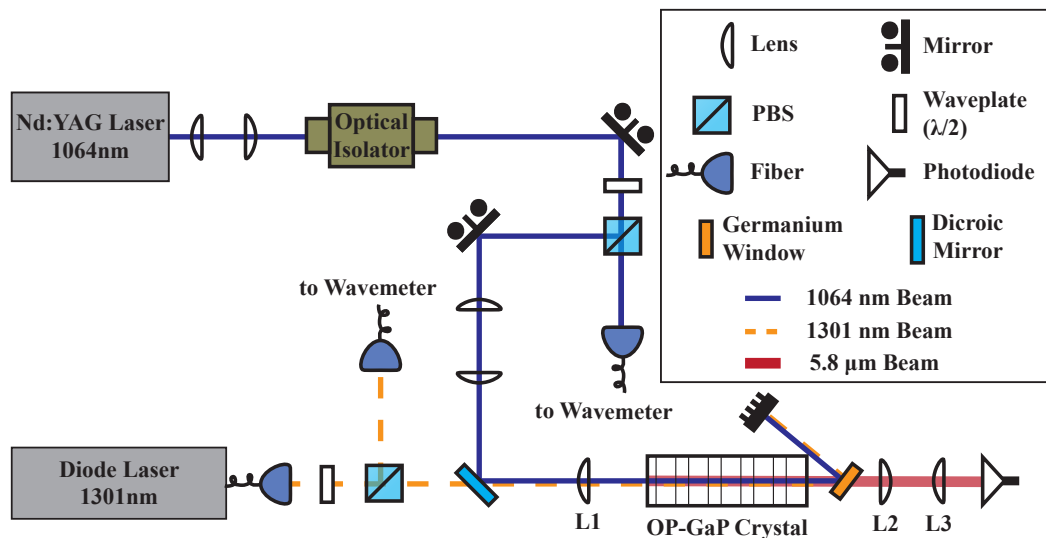 Nd:YAG Laser
1064nm
Optical
Isolator
Lens
Mirror
PBS
Waveplate
(λ/2)
Fiber
Photodiode
Germanium
Window
Dicroic
Mirror
1064 nm Beam
1301 nm Beam
5.8 μm Beam
to Wavemeter
to Wavemeter
Diode Laser
1301nm
L1
OP-GaP Crystal
L2
L3